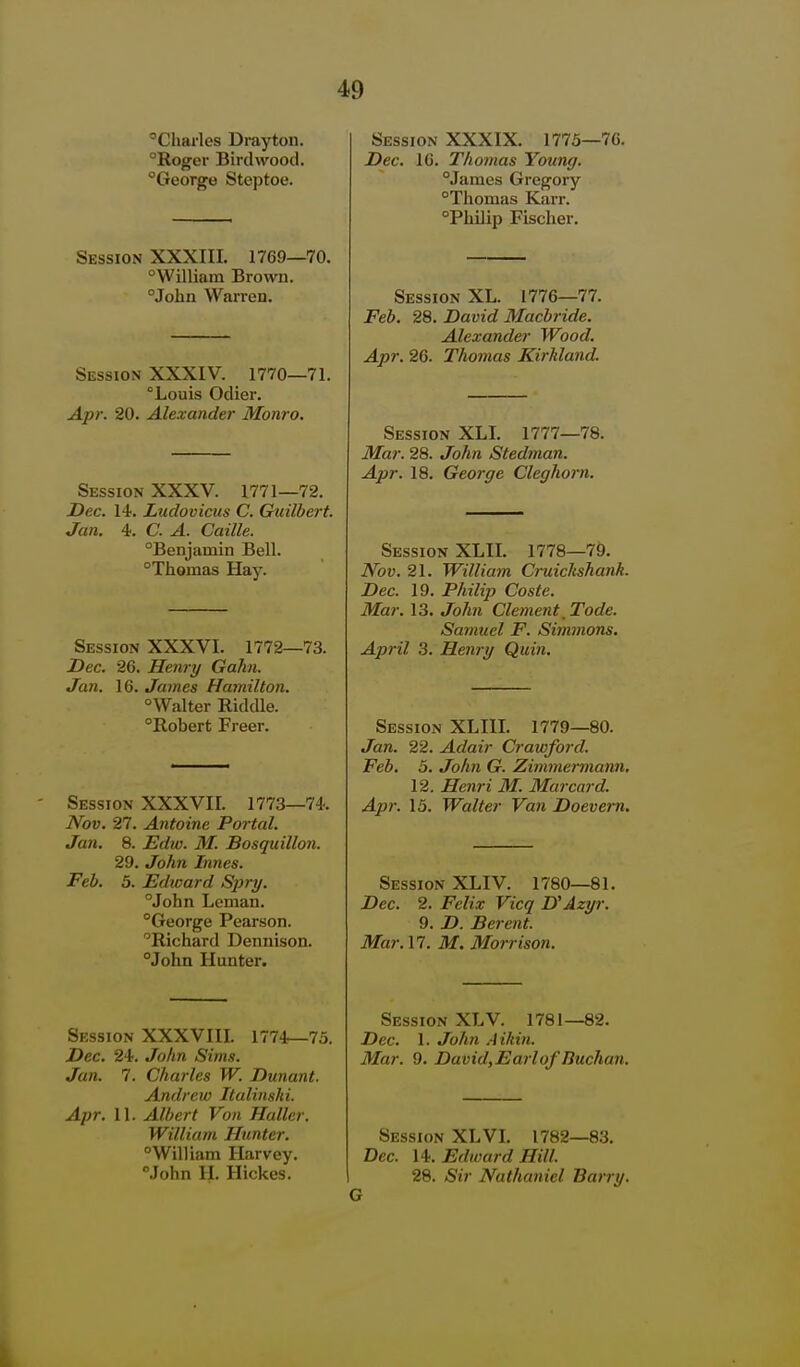 49
°Charles Drayton.
°Roger Birdwood.
°George Steptoe.
Session XXXIII. 1769—70.
°William Brown.
°John Warren.
Session XXXIV. 1770—71.
°Louis Odier.
Apr. 20. Alexander Monro.
Session XXXV. 1771—72.
Dec. 14. Ludovicus C. Guilbert.
Jan. 4. C. A. Caille.
°Benjamin Bell.
°Thomas Hay.
Session XXXVI. 1772—73.
Dec. 26. Henry Gahn.
Jan. 16. James Hamilton.
°Walter Riddle.
°Robert Freer.
Session XXXVII. 1773—74.
Nov. 27. Antoine Portal.
Jan. 8. Edw. M. Bosquillon.
29. John Innes.
Feb. 5. Edward Spry.
°John Leman.
°George Pearson.
°Richard Dennison.
°John Hunter.
Session XXXVIII. 1774—75.
Dec. 24. John Sims.
Jan. 7. Charles W. Dunant.
Andrew Italinski.
Apr. 11. Albert Von Haller.
William Hunter.
°William Harvey.
°John H. Hickes.
Session XXXIX. 1775—76.
Dec. 16. Thomas Young.
°James Gregory
°Thomas Karr.
°Philip Fischer.
Session XL. 1776—77.
Feb. 28. David Macbride.
Alexander Wood.
Apr. 26. Thomas Kirkland.
Session XLI. 1777—78.
Mar. 28. John Stedman.
Apr. 18. George Cleghorn.
Session XLII. 1778—79.
Nov. 21. William Cruickshank.
Dec. 19. Philip Coste.
Mar. 13. John Clement Tode.
Samuel F. Simmons.
April 3. Henry Quin.
Session XLIII. 1779—80.
Jan. 22. Adair Crawford.
Feb. 5. John G. Zimmermann.
12. Henri M. Marcard.
Apr. 15. Walter Van Doevern.
Session XLIV. 1780—81.
Dec. 2. Felix Vicq D'Azyr.
9. D. Berent.
Mar. 17. M. Morrison.
Session XLV. 1781—82.
Dec. 1. John Aikin.
Mar. 9. David, Earl of Buchan.
Session XLVI. 1782—83.
Dec. 14. Edward Hill.
28. Sir Nathaniel Barry.
G